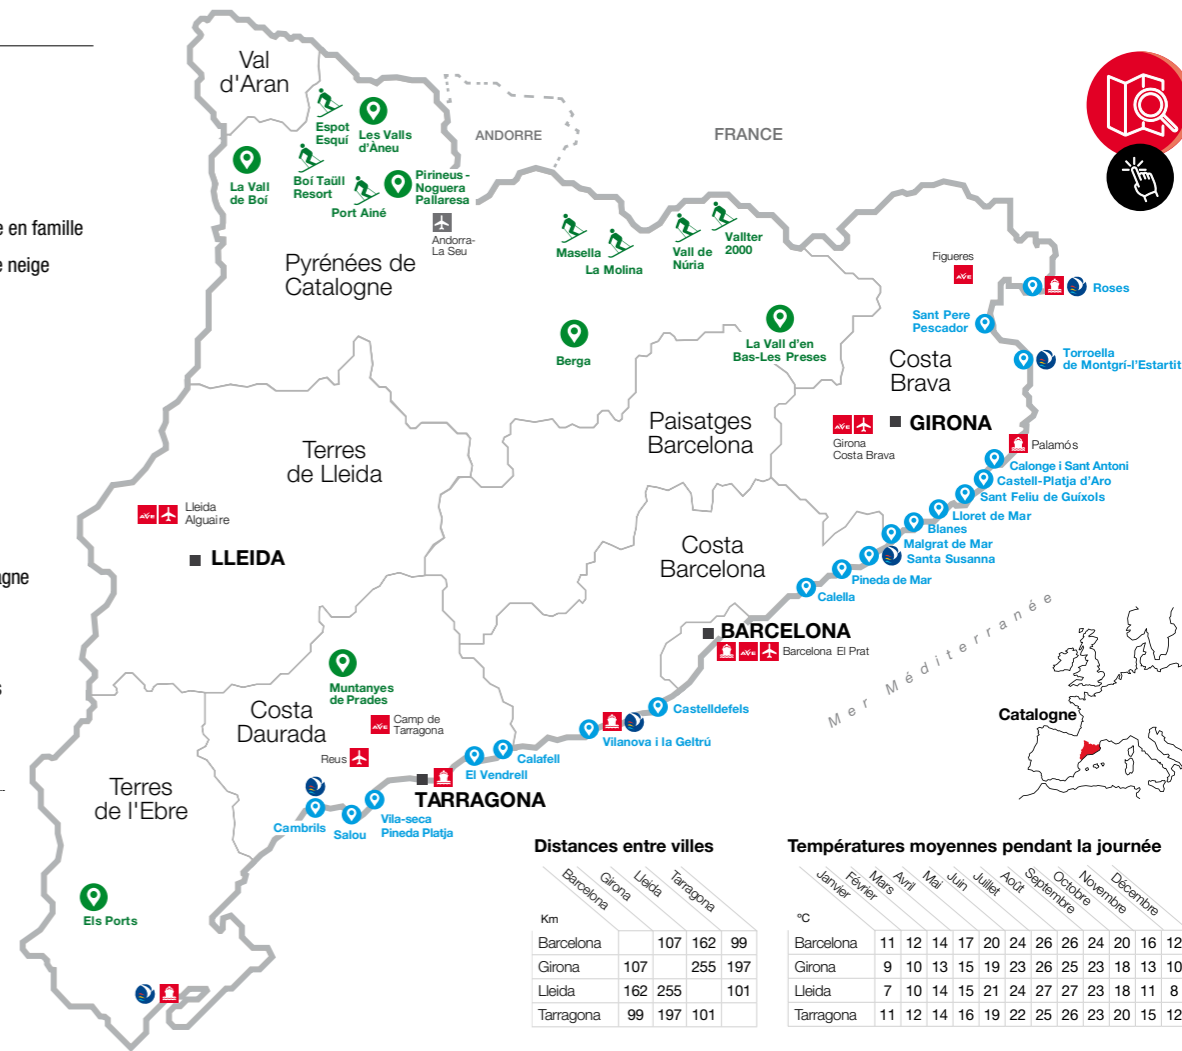 Val
d'Aran
Espot
Esquí
Les Valls
d'Àneu
ANDORRE
FRANCE
La Vall
de Boí
Boí Taüll
Resort
Port Ainé
Pirineus -
Noguera
Pallaresa
Andorra-
La Seu
e en famille
e neige
Pyrénées de
Catalogne
Masella
La Molina
Vall de
Núria
Vallter
2000
Figueres
AVE
Roses
Sant Pere
Pescador
Berga
La Vall d'en
Bas-Les Preses
Torroella
de Montgrí-l'Estartit
Costa
Brava
Paisatges
Barcelona
AVE
GIRONA
Girona
Costa Brava
Palamós
Terres
de Lleida
Calonge i Sant Antoni
Castell-Platja d'Aro
Sant Feliu de Guíxols
Lloret de Mar
Blanes
Malgrat de Mar
Santa Susanna
Pineda de Mar
Calella
AVE
Lleida
Alguaire
LLEIDA
Costa
Barcelona
agne
BARCELONA
AVE
Barcelona El Prat
Mer Méditerranée
Muntanyes
de Prades
s
Costa
Daurada
AVE
Camp de
Tarragona
Reus
Castelldefels
Vilanova i la Geltrú
Calafell
El Vendrell
Catalogne
Terres
de l'Ebre
TARRAGONA
Cambrils
Salou
Vila-seca
Pineda Platja
Els Ports
Distances entre villes
Barcelona Girona Lleida Tarragona
Km
Barcelona 107 162 99
Girona 107 255 197
Lleida 162 255 101
Tarragona 99 197 101
Températures moyennes pendant la journée
Janvier Février Mars Avril Mai Juin Juillet Août Septembre Octobre Novembre Décembre
°C
Barcelona 11 12 14 17 20 24 26 26 24 20 16 12
Girona 9 10 13 15 19 23 26 25 23 18 13 10
Lleida 7 10 14 15 21 24 27 27 23 18 11 8
Tarragona 11 12 14 16 19 22 25 26 23 20 15 12